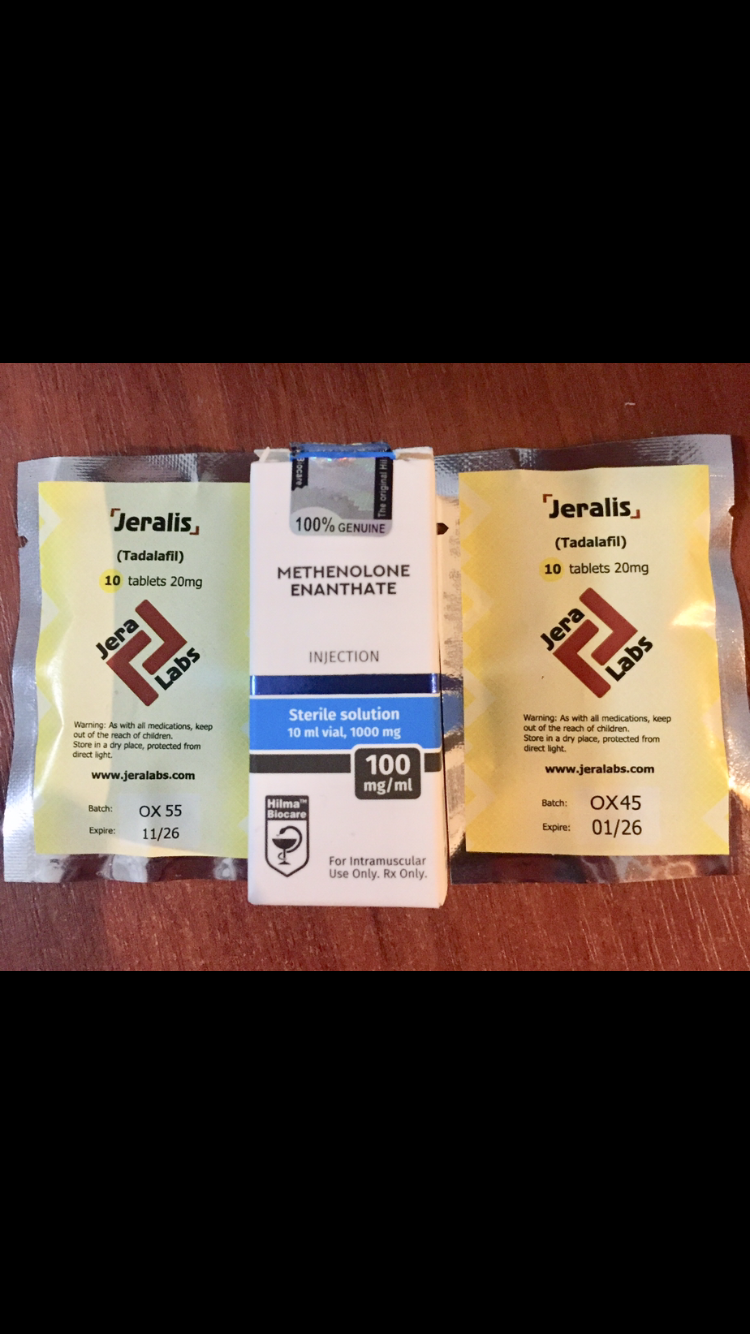 Jeralis
(Tadalafil)
10 tablets 20mg
Jera
Labs
Warning: As with all medications, keep
out of the reach of children.
Store in a dry place, protected from
direct light.
www.jeralabs.com
Batch: OX 55
Expire: 11/26
The original Hi
100% GENUINE
METHENOLONE
ENANTHATE
INJECTION
Sterile solution
10 ml vial, 1000 mg
100
mg/ml
Hilma™
Biocare
For Intramuscular
Use Only. Rx Only.
Jeralis
(Tadalafil)
10 tablets 20mg
Jera
Labs
Warning: As with all medications, keep
out of the reach of children.
Store in a dry place, protected from
direct light.
www.jeralabs.com
Batch: OX45
Expire: 01/26